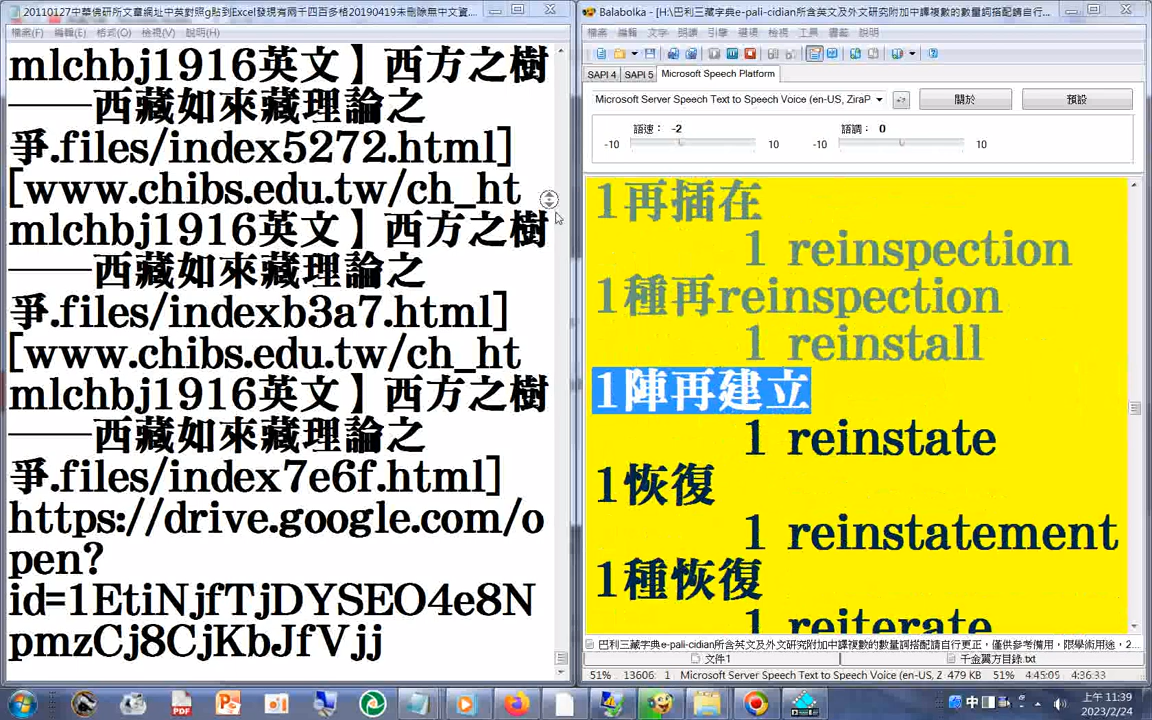 20110127中華佛研所文章網址中英對照g貼到Excel發現有兩千四百多格20190419未刪除無中文資...
檔案(F) 編輯(E) 格式(O) 檢視(V) 說明(H)
mlchbj1916英文】西方之樹
──西藏如來藏理論之
爭.files/index5272.html]
[www.chibs.edu.tw/ch_ht
mlchbj1916英文】西方之樹
──西藏如來藏理論之
爭.files/indexb3a7.html]
[www.chibs.edu.tw/ch_ht
mlchbj1916英文】西方之樹
──西藏如來藏理論之
爭.files/index7e6f.html]
https://drive.google.com/o
pen?
id=1EtiNjfTjDYSEO4e8N
pmzCj8CjKbJfVjj
Balabolka - [H:\巴利三藏字典e-pali-cidian所含英文及外文研究附加中譯複數的數量詞搭配請自行更正...
檔案 編輯 文字 朗讀 引擎 選項 檢視 工具 書籤 說明
SAPI 4 SAPI 5 Microsoft Speech Platform
Microsoft Server Speech Text to Speech Voice (en-US, ZiraP
關於 預設
語速： -2 語調： 0
-10 10 -10 10
1再插在
1 reinspection
1種再reinspection
1 reinstall
1陣再建立
1 reinstate
1恢復
1 reinstatement
1種恢復
1 reiterate
巴利三藏字典e-pali-cidian所含英文及外文研究附加中譯複數的數量詞搭配請自行更正，僅供參考備用，限學術用途，2...
文件1 千金翼方目錄.txt
51% 13606: 1 Microsoft Server Speech Text to Speech Voice (en-US, Z 479 KB 51% 4:45:05 4:36:33
PDF
中
上午 11:39
2023/2/24